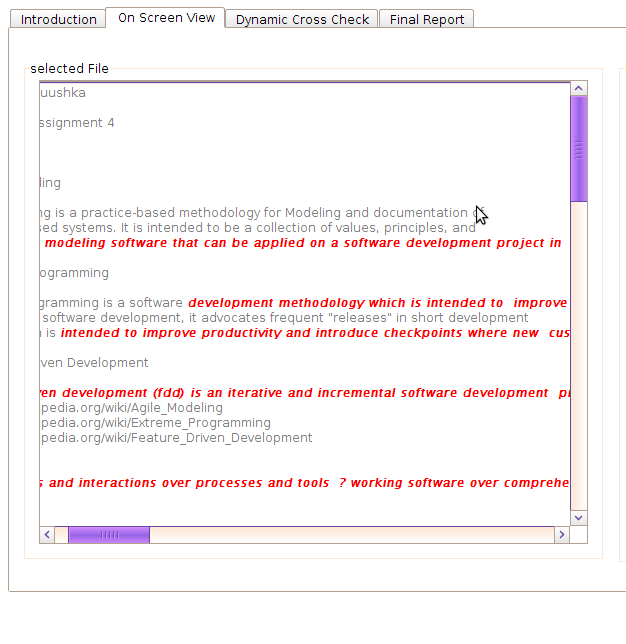 Introduction
On Screen View
Dynamic Cross Check
Final Report
selected File
uushka
ssignment 4
ling
ng is a practice-based methodology for Modeling and documentation of
sed systems. It is intended to be a collection of values, principles, and
modeling software that can be applied on a software development project in
rogramming
gramming is a software development methodology which is intended to improve
software development, it advocates frequent "releases" in short development
is intended to improve productivity and introduce checkpoints where new cus
iven Development
ven development (fdd) is an iterative and incremental software development pr
pedia.org/wiki/Agile_Modeling
pedia.org/wiki/Extreme_Programming
pedia.org/wiki/Feature_Driven_Development
s and interactions over processes and tools ? working software over comprehe